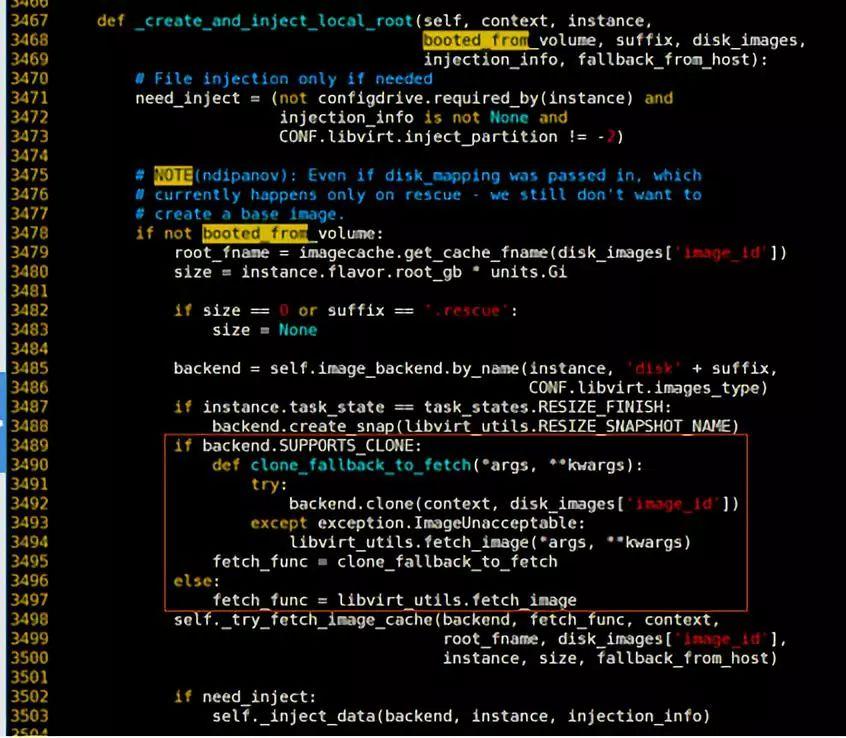 3466
3467     def _create_and_inject_local_root(self, context, instance,
3468                                       booted_from_volume, suffix, disk_images,
3469                                       injection_info, fallback_from_host):
3470         # File injection only if needed
3471         need_inject = (not configdrive.required_by(instance) and
3472                        injection_info is not None and
3473                        CONF.libvirt.inject_partition != -2)
3474
3475         # NOTE(ndipanov): Even if disk_mapping was passed in, which
3476         # currently happens only on rescue - we still don't want to
3477         # create a base image.
3478         if not booted_from_volume:
3479             root_fname = imagecache.get_cache_fname(disk_images['image_id'])
3480             size = instance.flavor.root_gb * units.Gi
3481
3482             if size == 0 or suffix == '.rescue':
3483                 size = None
3484
3485             backend = self.image_backend.by_name(instance, 'disk' + suffix,
3486                                                  CONF.libvirt.images_type)
3487             if instance.task_state == task_states.RESIZE_FINISH:
3488                 backend.create_snap(libvirt_utils.RESIZE_SNAPSHOT_NAME)
3489             if backend.SUPPORTS_CLONE:
3490                 def clone_fallback_to_fetch(*args, **kwargs):
3491                     try:
3492                         backend.clone(context, disk_images['image_id'])
3493                     except exception.ImageUnacceptable:
3494                         libvirt_utils.fetch_image(*args, **kwargs)
3495                 fetch_func = clone_fallback_to_fetch
3496             else:
3497                 fetch_func = libvirt_utils.fetch_image
3498             self._try_fetch_image_cache(backend, fetch_func, context,
3499                                         root_fname, disk_images['image_id'],
3500                                         instance, size, fallback_from_host)
3501
3502             if need_inject:
3503                 self._inject_data(backend, instance, injection_info)
3504